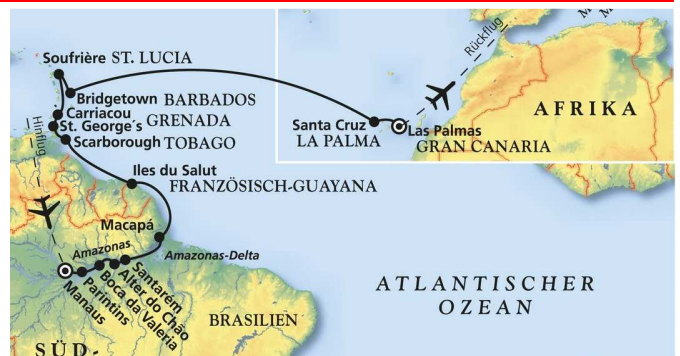 Soufrière ST. LUCIA
Bridgetown BARBADOS
Carriacou
GRENADA
St. George´s
Scarborough TOBAGO
Hinflug
Iles du Salut
FRANZÖSISCH-GUAYANA
Macapá
Amazonas
Amazonas-Delta
Santarém
Alter do Chão
Boca da Valeria
Parintins
Manaus
BRASILIEN
SÜD-
ATLANTISCHER
OZEAN
Rückflug
AFRIKA
Santa Cruz
LA PALMA
Las Palmas
GRAN CANARIA